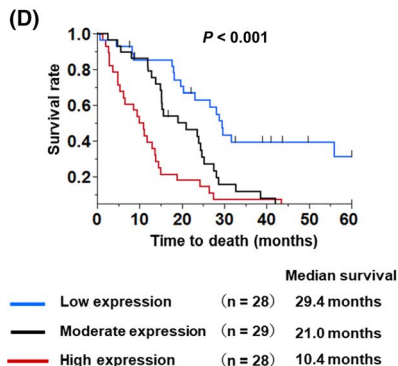 (D)
P < 0.001
Survival rate
1.0
0.8
0.6
0.4
0.2
0 10 20 30 40 50 60
Time to death (months)
Median survival
Low expression (n = 28) 29.4 months
Moderate expression (n = 29) 21.0 months
High expression (n = 28) 10.4 months